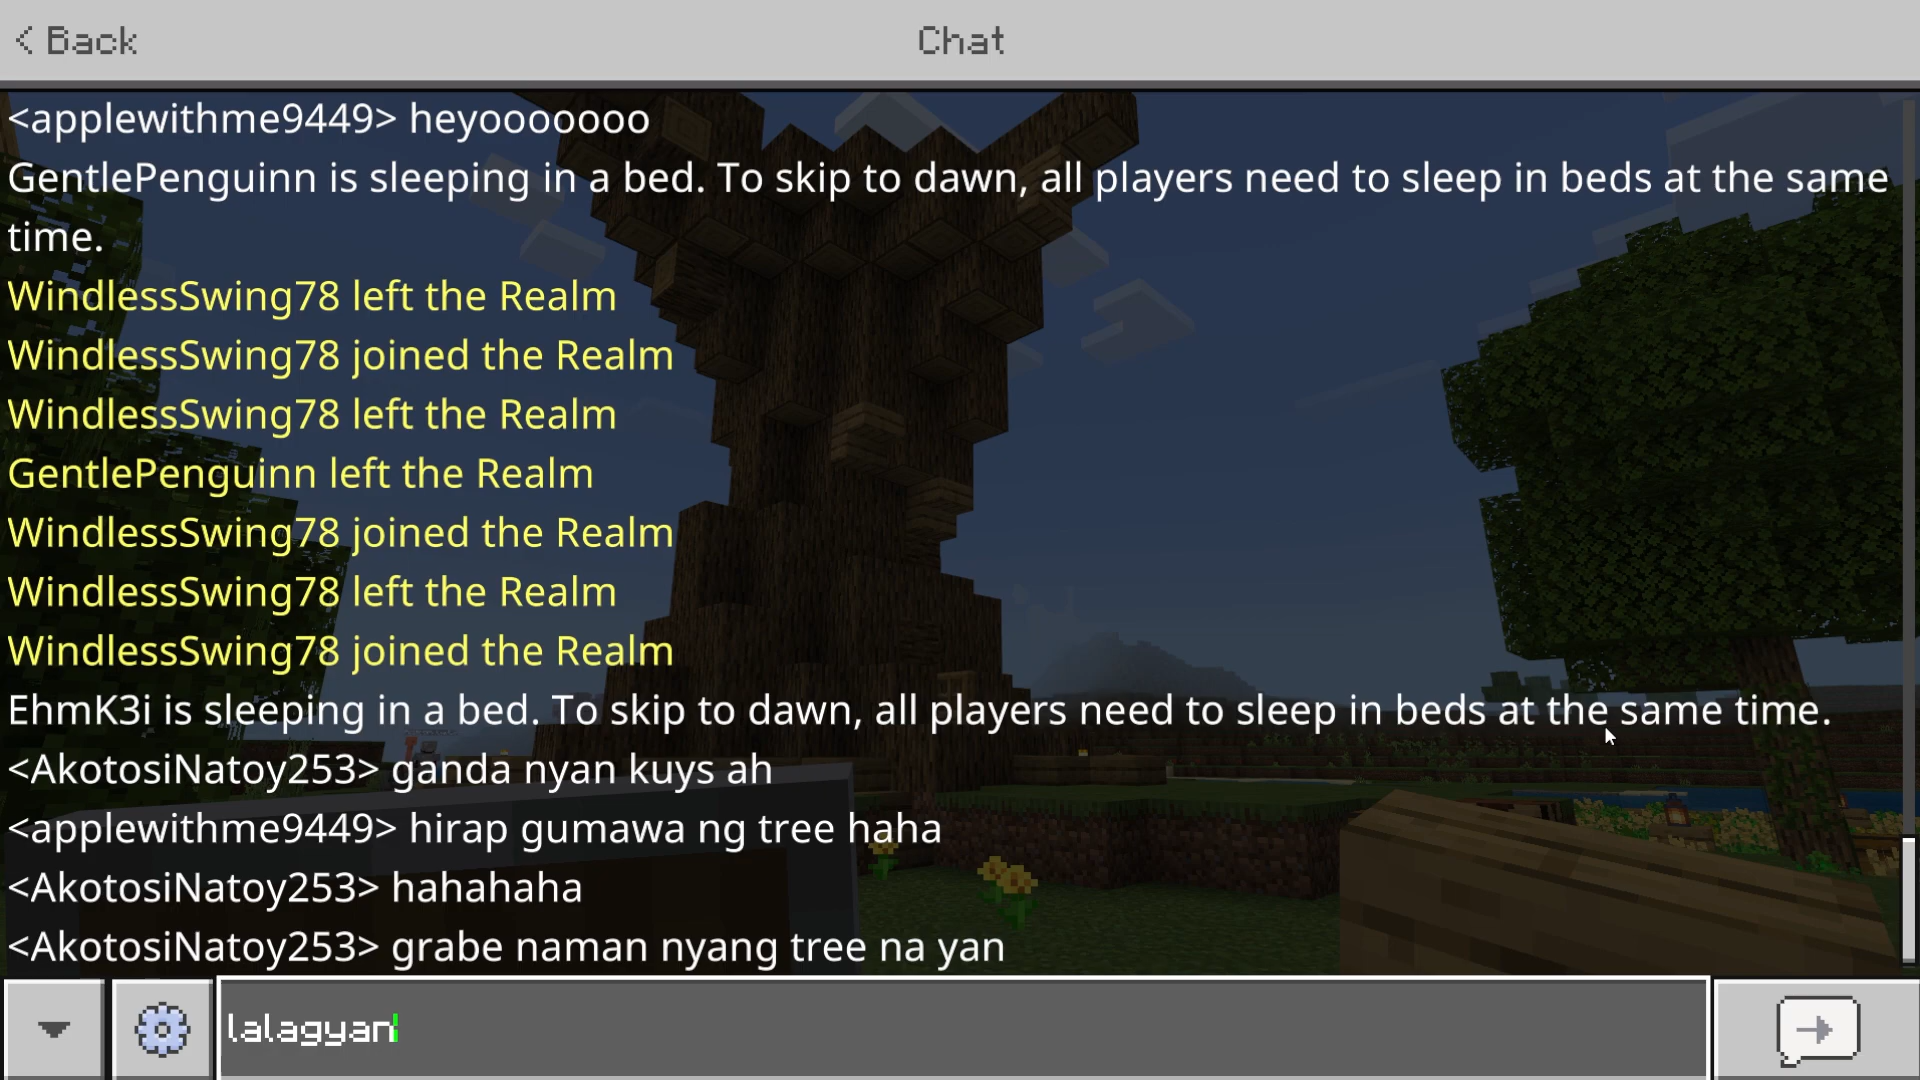 < Back
Chat
<applewithme9449> heyooooooo
GentlePenguinn is sleeping in a bed. To skip to dawn, all players need to sleep in beds at the same
time.
WindlessSwing78 left the Realm
WindlessSwing78 joined the Realm
WindlessSwing78 left the Realm
GentlePenguinn left the Realm
WindlessSwing78 joined the Realm
WindlessSwing78 left the Realm
WindlessSwing78 joined the Realm
EhmK3i is sleeping in a bed. To skip to dawn, all players need to sleep in beds at the same time.
<AkotosiNatoy253> ganda nyan kuys ah
<applewithme9449> hirap gumawa ng tree haha
<AkotosiNatoy253> hahahaha
<AkotosiNatoy253> grabe naman nyang tree na yan
lalagyan